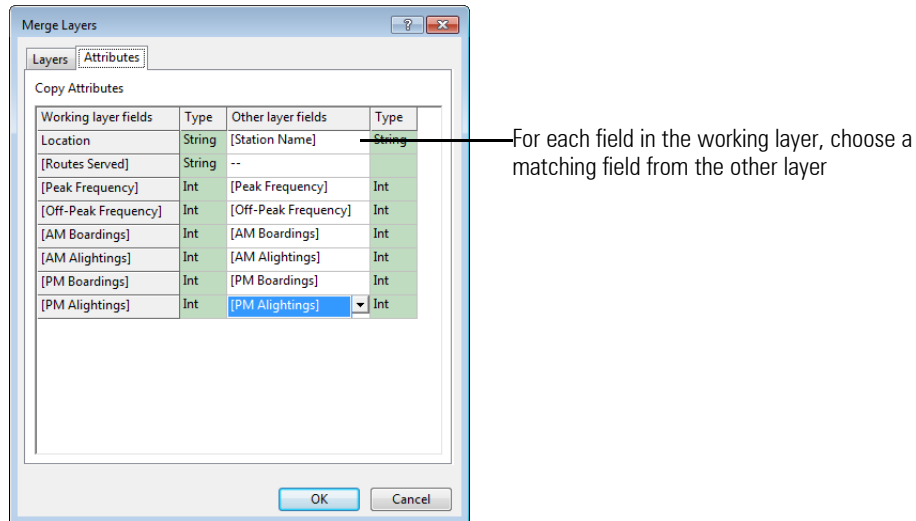 Merge Layers
Layers Attributes
Copy Attributes
Working layer fields Type Other layer fields Type
Location String [Station Name] String
[Routes Served] String --
[Peak Frequency] Int [Peak Frequency] Int
[Off-Peak Frequency] Int [Off-Peak Frequency] Int
[AM Boardings] Int [AM Boardings] Int
[AM Alightings] Int [AM Alightings] Int
[PM Boardings] Int [PM Boardings] Int
[PM Alightings] Int [PM Alightings] Int
OK Cancel
For each field in the working layer, choose a
matching field from the other layer